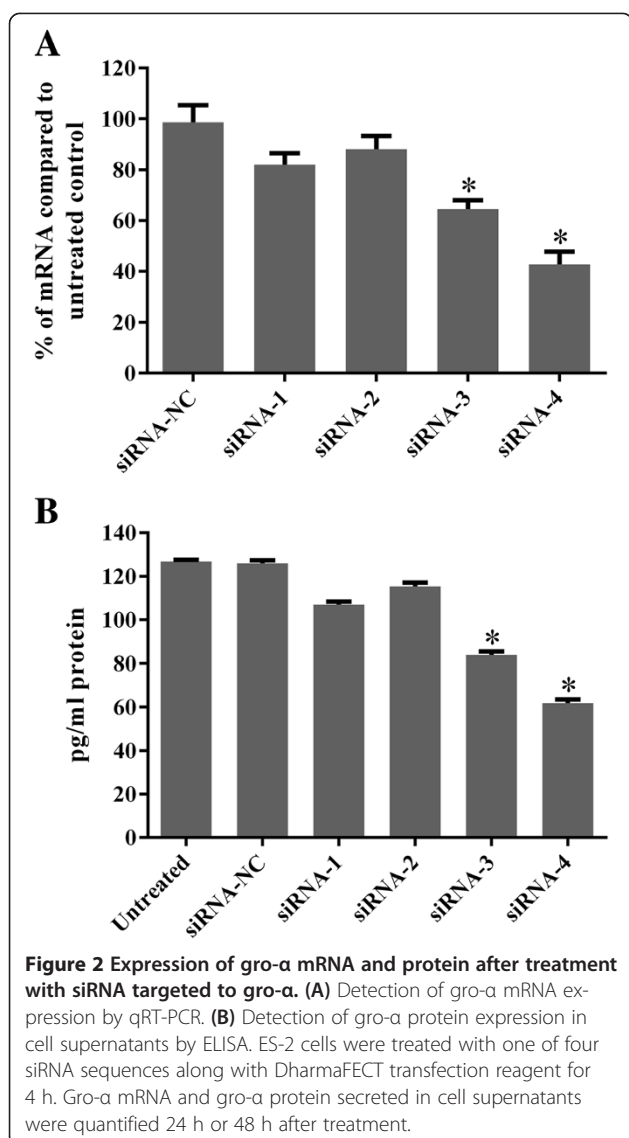 A
120
100
80
60
40
20
0
% of mRNA compared to
untreated control
*
*
siRNA-NC
siRNA-1
siRNA-2
siRNA-3
siRNA-4
B
140
120
100
80
60
40
20
0
pg/ml protein
*
*
Untreated
siRNA-NC
siRNA-1
siRNA-2
siRNA-3
siRNA-4
Figure 2 Expression of gro-α mRNA and protein after treatment
with siRNA targeted to gro-α. (A) Detection of gro-α mRNA ex-
pression by qRT-PCR. (B) Detection of gro-α protein expression in
cell supernatants by ELISA. ES-2 cells were treated with one of four
siRNA sequences along with DharmaFECT transfection reagent for
4 h. Gro-α mRNA and gro-α protein secreted in cell supernatants
were quantified 24 h or 48 h after treatment.